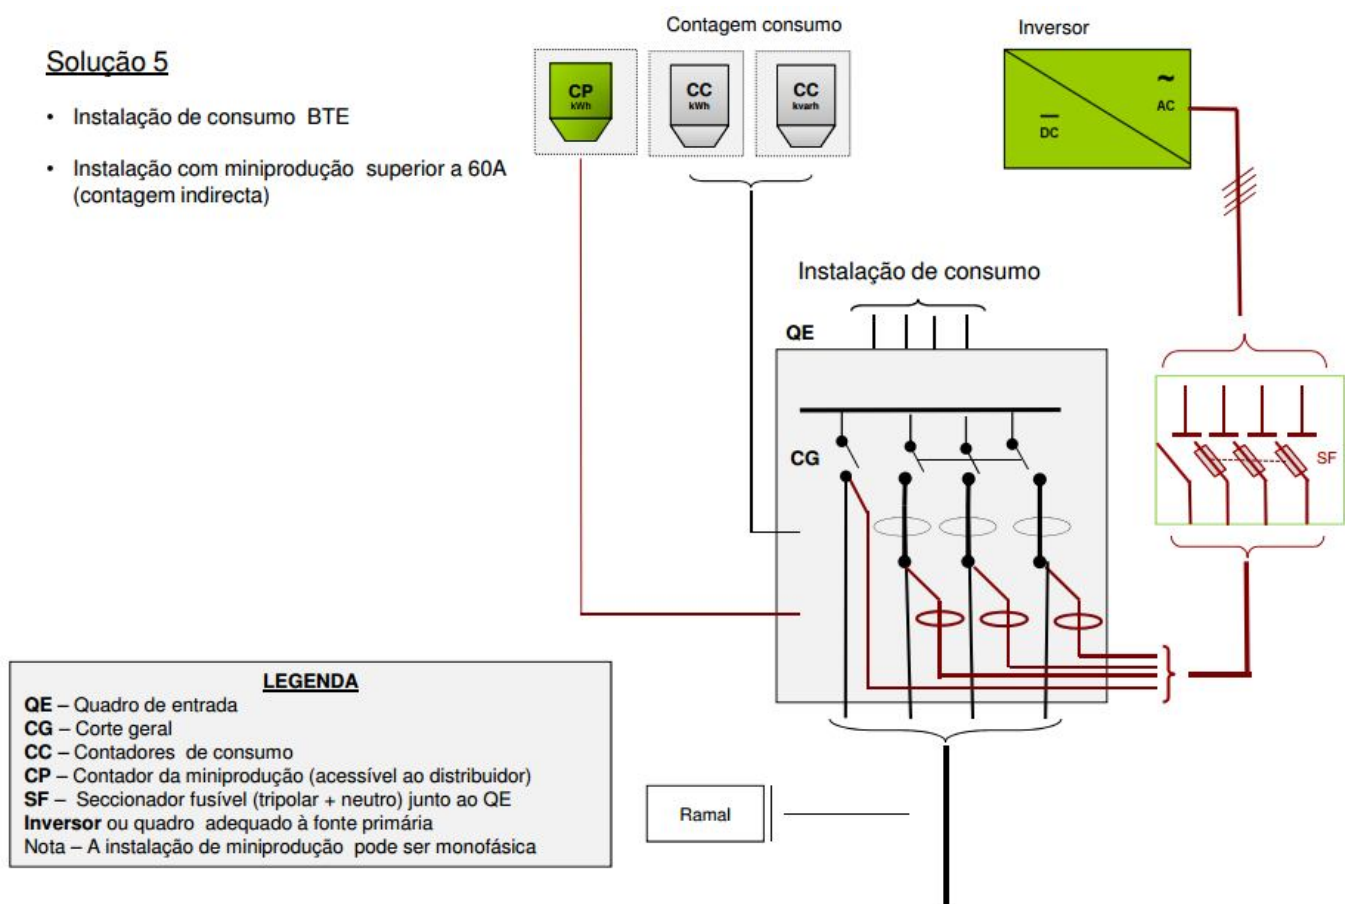 Solução 5
• Instalação de consumo BTE
• Instalação com miniprodução superior a 60A
(contagem indirecta)
Contagem consumo
CP
kWh
CC
kWh
CC
kvarh
Inversor
~
AC
DC
Instalação de consumo
QE
CG
SF
Ramal
LEGENDA
QE – Quadro de entrada
CG – Corte geral
CC – Contadores de consumo
CP – Contador da miniprodução (acessível ao distribuidor)
SF – Seccionador fusível (tripolar + neutro) junto ao QE
Inversor ou quadro adequado à fonte primária
Nota – A instalação de miniprodução pode ser monofásica